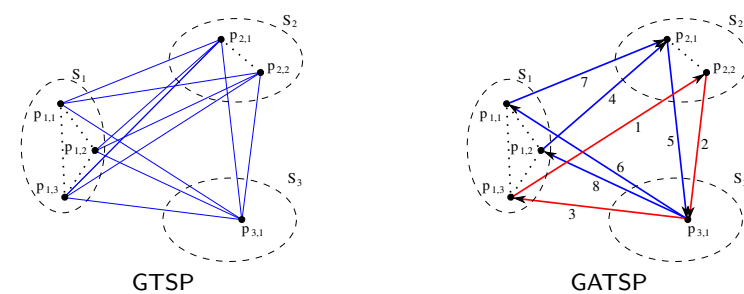 S1
S2
S3
p1,1
p1,2
p1,3
p2,1
p2,2
p3,1
GTSP
S1
S2
S
p1,1
p1,2
p1,3
p2,1
p2,2
p3,1
7
4
1
5
2
6
8
3
GATSP